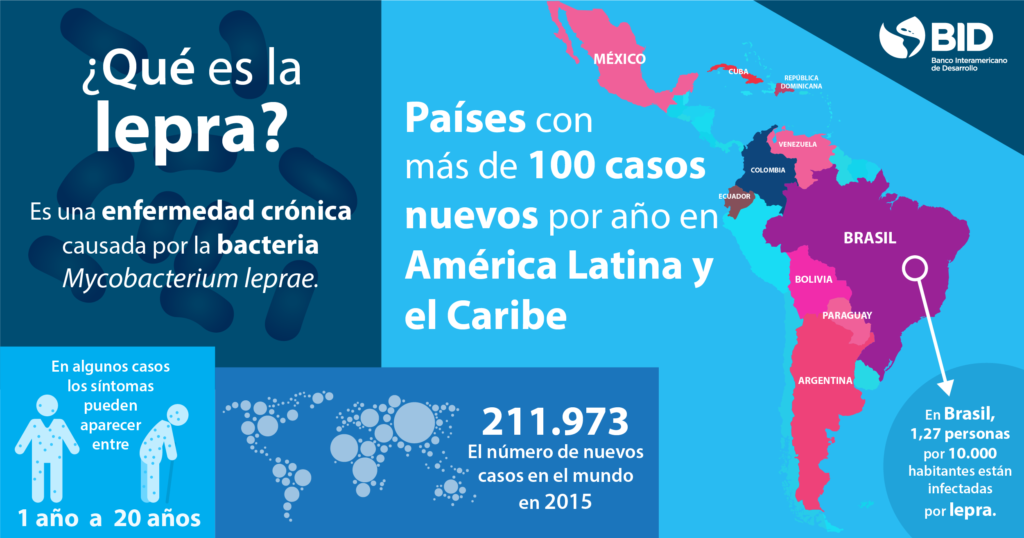 ¿Qué es la
lepra?
Es una enfermedad crónica
causada por la bacteria
Mycobacterium leprae.
En algunos casos
los síntomas
pueden
aparecer
entre
1 año a 20 años
211.973
El número de nuevos
casos en el mundo
en 2015
Países con
más de 100 casos
nuevos por año en
América Latina y
el Caribe
MÉXICO
CUBA
REPÚBLICA
DOMINICANA
VENEZUELA
COLOMBIA
ECUADOR
BRASIL
BOLIVIA
PARAGUAY
ARGENTINA
BID
Banco Interamericano
de Desarrollo
En Brasil,
1,27 personas
por 10.000
habitantes están
infectadas
por lepra.